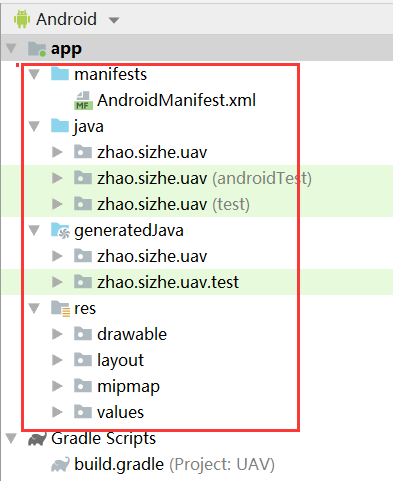 Android
app
manifests
AndroidManifest.xml
java
zhao.sizhe.uav
zhao.sizhe.uav (androidTest)
zhao.sizhe.uav (test)
generatedJava
zhao.sizhe.uav
zhao.sizhe.uav.test
res
drawable
layout
mipmap
values
Gradle Scripts
build.gradle (Project: UAV)